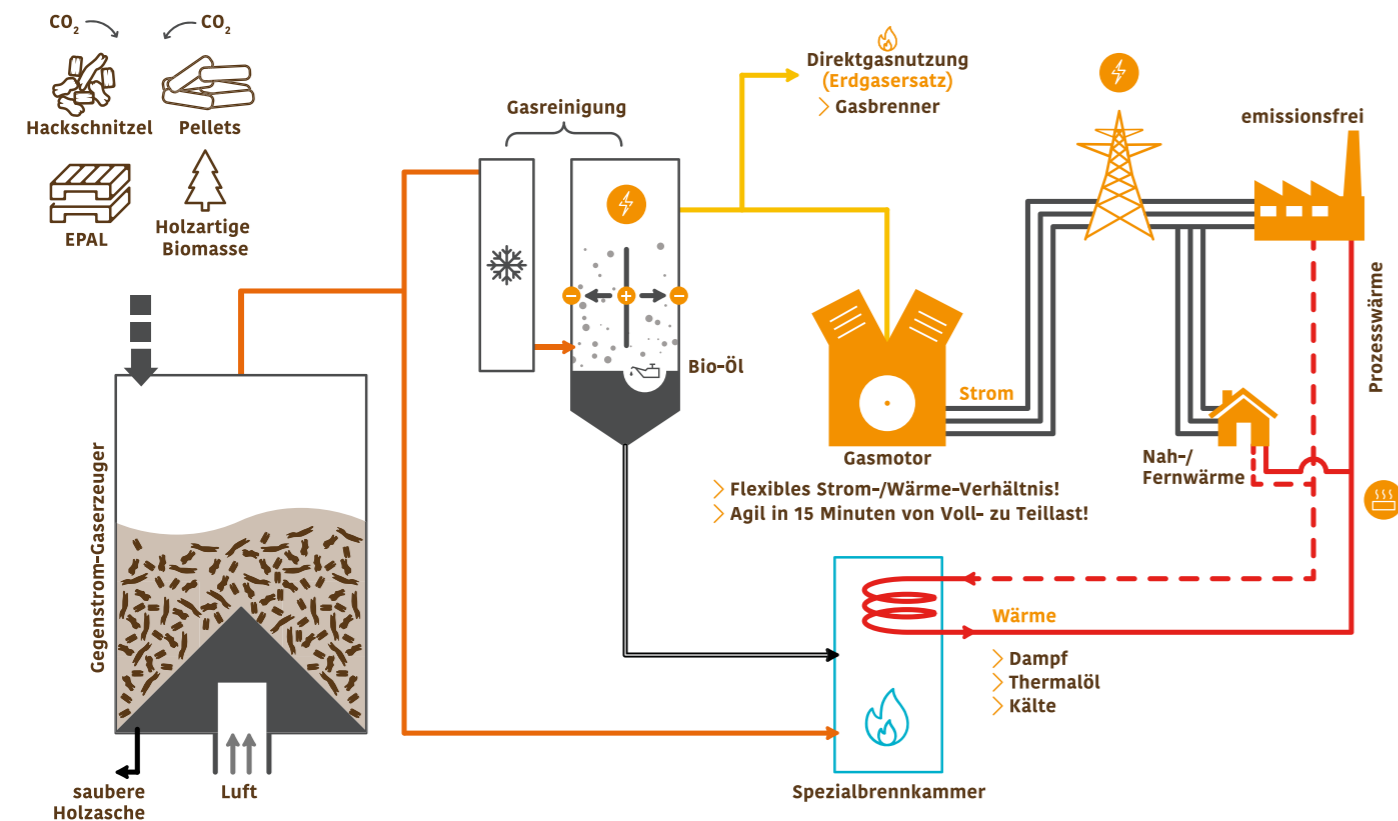 CO₂
CO₂
Hackschnitzel
Pellets
EPAL
Holzartige
Biomasse
Gegenstrom-Gaserzeuger
saubere
Holzasche
Luft
Gasreinigung
Bio-Öl
Direktgasnutzung
(Erdgasersatz)
Gasbrenner
Gasmotor
Strom
Flexibles Strom-/Wärme-Verhältnis!
Agil in 15 Minuten von Voll- zu Teillast!
emissionsfrei
Prozesswärme
Nah-/
Fernwärme
Wärme
Dampf
Thermalöl
Kälte
Spezialbrennkammer